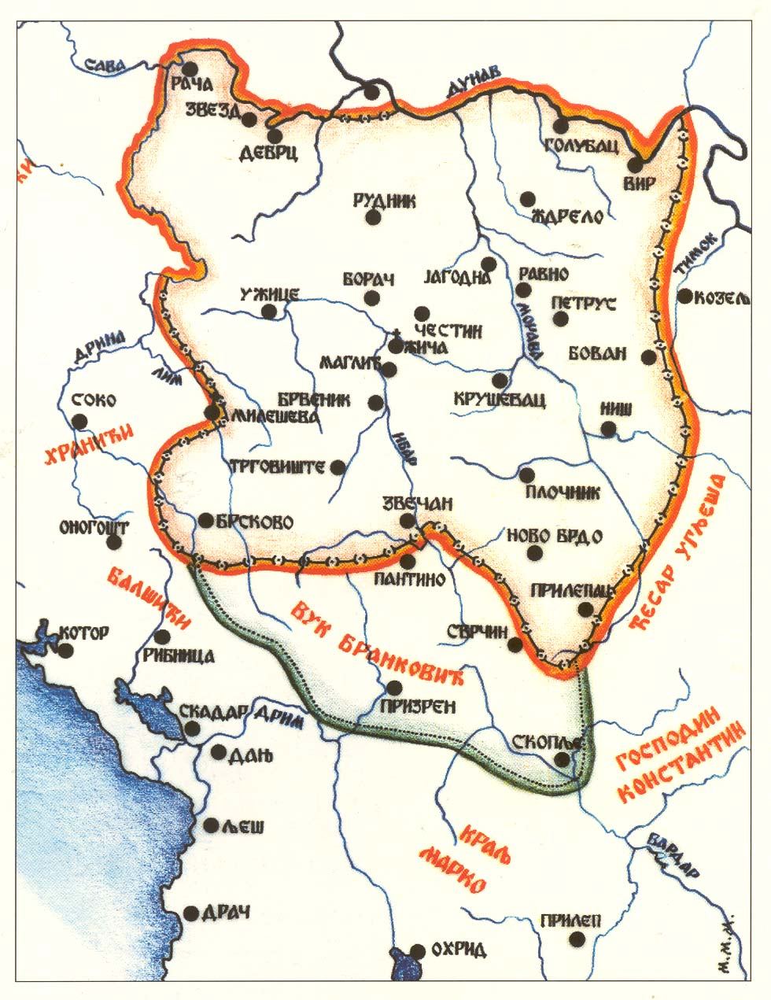 САВА
РАЧА
ДУНАВ
ЗВЕЗД
ДЕВРЦ
ГОЛУБАЦ
КИ
ВИР
РУДНИК
ЖДРЕЛО
ТИМОК
ЈАГОДНА
РАВНО
БОРАЧ
УЖИЦЕ
КОЗЕЉ
ПЕТРУС
МОРАВА
ЧЕСТИН
ЖИЧА
ДРИНА
БОВАН
МАГЛИЧ
ЛИМ
СОКО
БРВЕНИК
КРУШЕВАЦ
МИЛЕШЕВА
НИШ
ХРАНИЋИ
ИБАР
ТРГОВИШТЕ
ПЛОЧНИК
ЗВЕЧАН
БРСКОВО
ОНОГОШТ
НОВО БРДО
ЋЕСАР УГЉЕША
БАЛШИЋИ
ПАНТИНО
ПРИЛЕПАЦ
ВУК БРАНКОВИЋ
КОТОР
СВРЧИН
РИБНИЦА
ПРИЗРЕН
СКАДАР
ДРИМ
СКОПЉЕ
ДАЊ
ГОСПОДИН
КОНСТАНТИН
ЉЕШ
КРАЉ
МАРКО
ВАРДАР
ДРАЧ
ПРИЛЕП
ОХРИД
М.М.М.